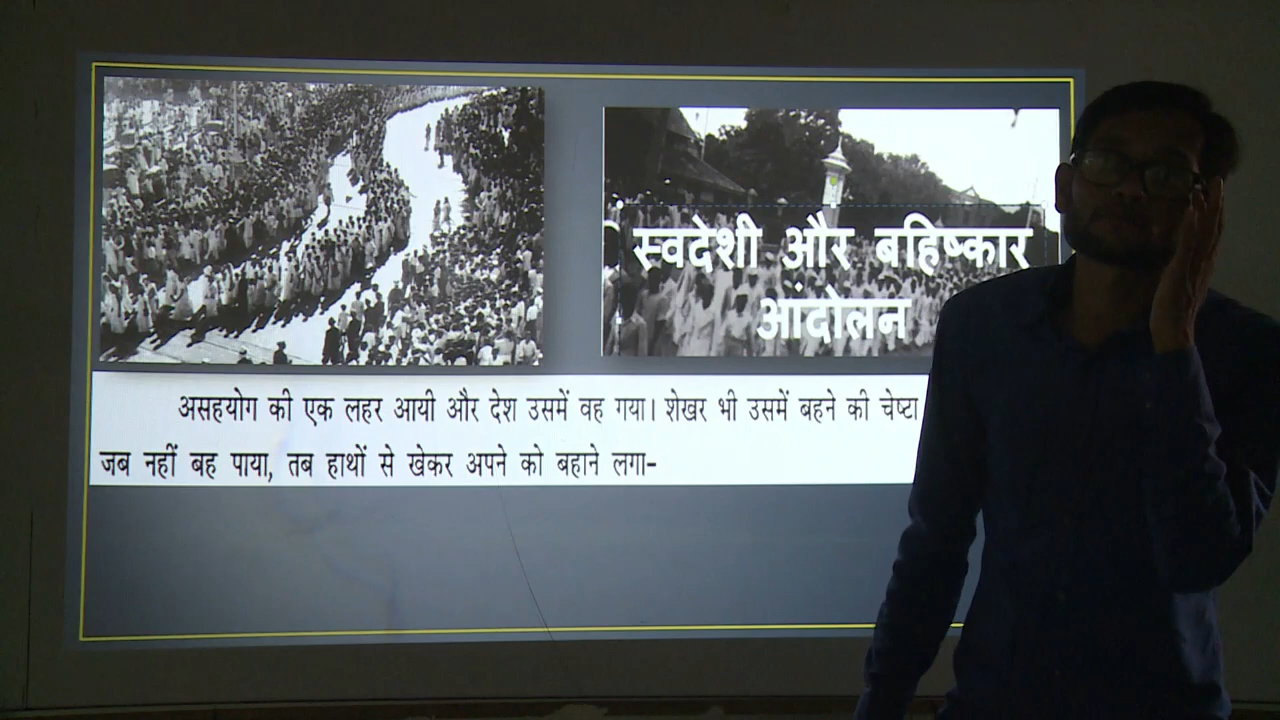 स्वदेशी और बहिष्कार
आंदोलन
असहयोग की एक लहर आयी और देश उसमें वह गया। शेखर भी उसमें बहने की चेष्टा
जब नहीं बह पाया, तब हाथों से खेकर अपने को बहाने लगा-